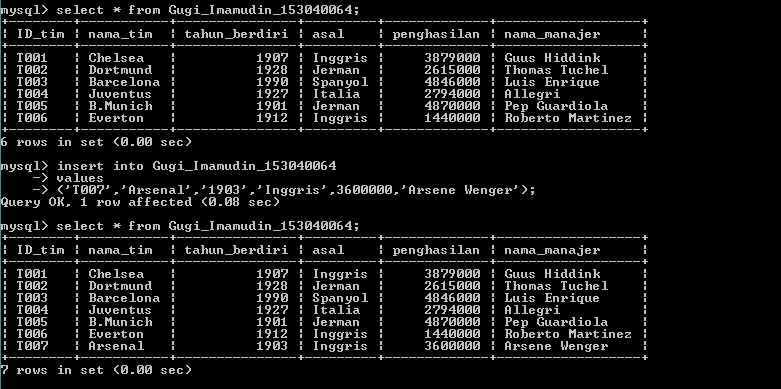 mysql> select * from Gugi_Imamudin_153040064;
+--------+-----------+---------------+---------+-------------+------------------+
| ID_tim | nama_tim  | tahun_berdiri | asal    | penghasilan | nama_manajer     |
+--------+-----------+---------------+---------+-------------+------------------+
| T001   | Chelsea   |          1907 | Inggris |     3879000 | Guus Hiddink     |
| T002   | Dortmund  |          1928 | Jerman  |     2615000 | Thomas Tuchel    |
| T003   | Barcelona |          1990 | Spanyol |     4846000 | Luis Enrique     |
| T004   | Juventus  |          1927 | Italia  |     2794000 | Allegri          |
| T005   | B.Munich  |          1901 | Jerman  |     4870000 | Pep Guardiola    |
| T006   | Everton   |          1912 | Inggris |     1440000 | Roberto Martinez |
+--------+-----------+---------------+---------+-------------+------------------+
6 rows in set (0.00 sec)
mysql> insert into Gugi_Imamudin_153040064
    -> values
    -> ('T007','Arsenal','1903','Inggris',3600000,'Arsene Wenger');
Query OK, 1 row affected (0.08 sec)
mysql> select * from Gugi_Imamudin_153040064;
+--------+-----------+---------------+---------+-------------+------------------+
| ID_tim | nama_tim  | tahun_berdiri | asal    | penghasilan | nama_manajer     |
+--------+-----------+---------------+---------+-------------+------------------+
| T001   | Chelsea   |          1907 | Inggris |     3879000 | Guus Hiddink     |
| T002   | Dortmund  |          1928 | Jerman  |     2615000 | Thomas Tuchel    |
| T003   | Barcelona |          1990 | Spanyol |     4846000 | Luis Enrique     |
| T004   | Juventus  |          1927 | Italia  |     2794000 | Allegri          |
| T005   | B.Munich  |          1901 | Jerman  |     4870000 | Pep Guardiola    |
| T006   | Everton   |          1912 | Inggris |     1440000 | Roberto Martinez |
| T007   | Arsenal   |          1903 | Inggris |     3600000 | Arsene Wenger    |
+--------+-----------+---------------+---------+-------------+------------------+
7 rows in set (0.00 sec)